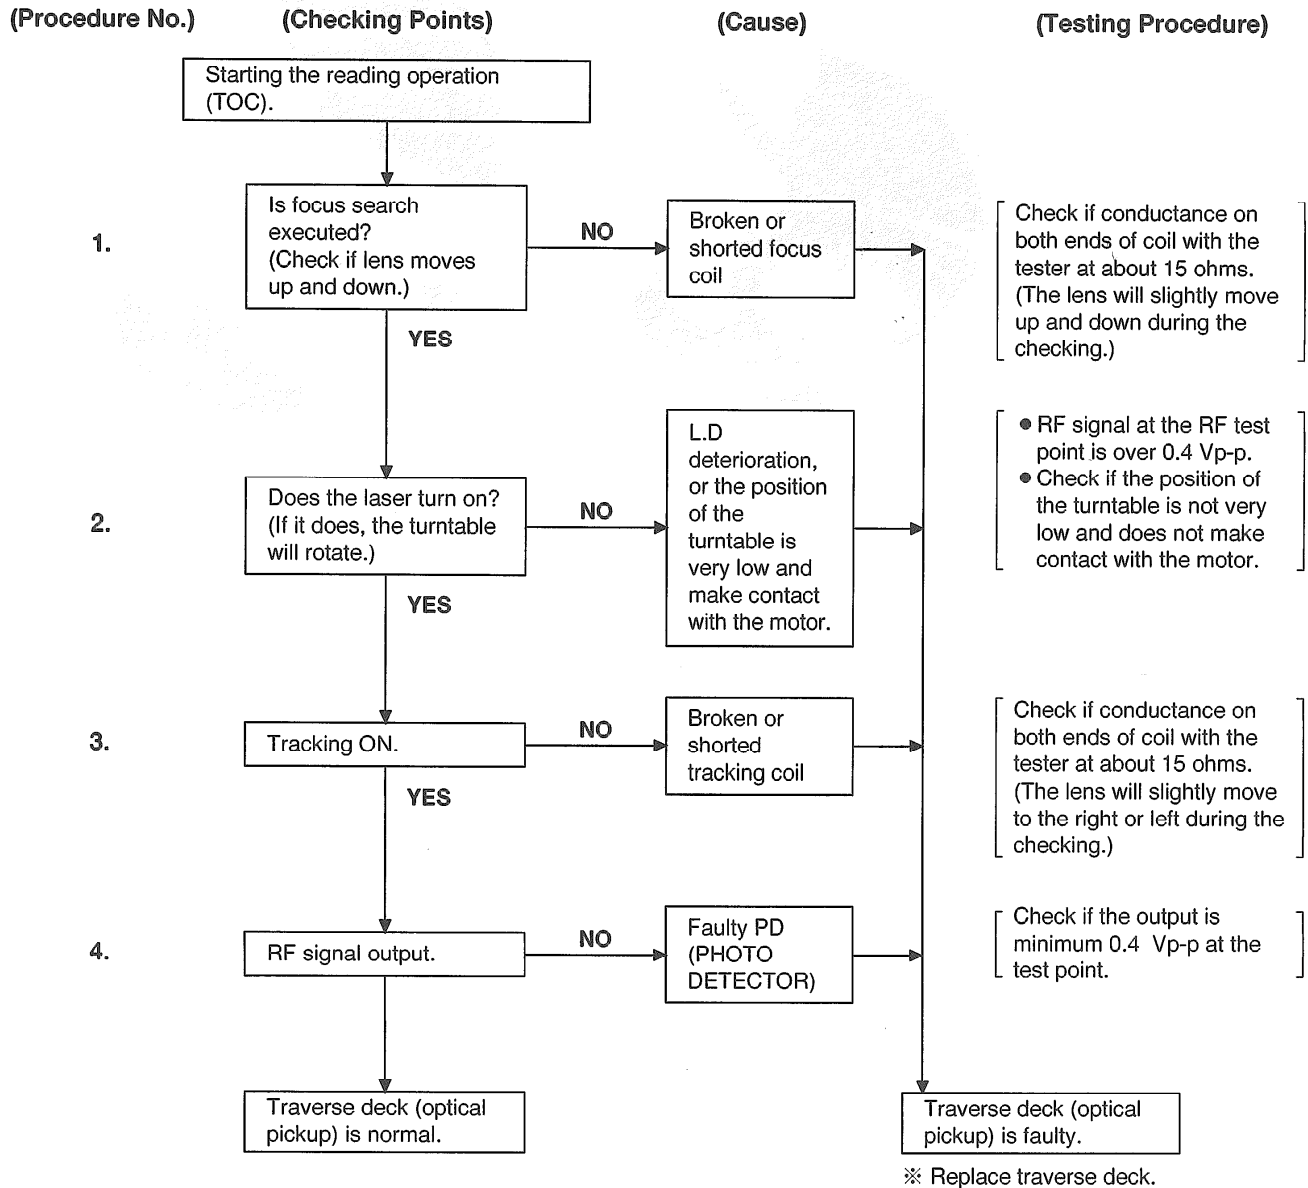 (Procedure No.) (Checking Points) (Cause) (Testing Procedure)
Starting the reading operation
(TOC).
1.
Is focus search
executed?
(Check if lens moves
up and down.)
NO
YES
Broken or
shorted focus
coil
Check if conductance on
both ends of coil with the
tester at about 15 ohms.
(The lens will slightly move
up and down during the
checking.)
2.
Does the laser turn on?
(If it does, the turntable
will rotate.)
NO
YES
L.D
deterioration,
or the position
of the
turntable is
very low and
make contact
with the motor.
● RF signal at the RF test
point is over 0.4 Vp-p.
● Check if the position of
the turntable is not very
low and does not make
contact with the motor.
3.
Tracking ON.
NO
YES
Broken or
shorted
tracking coil
Check if conductance on
both ends of coil with the
tester at about 15 ohms.
(The lens will slightly move
to the right or left during the
checking.)
4.
RF signal output.
NO
Faulty PD
(PHOTO
DETECTOR)
Check if the output is
minimum 0.4 Vp-p at the
test point.
Traverse deck (optical
pickup) is normal.
Traverse deck (optical
pickup) is faulty.
※ Replace traverse deck.